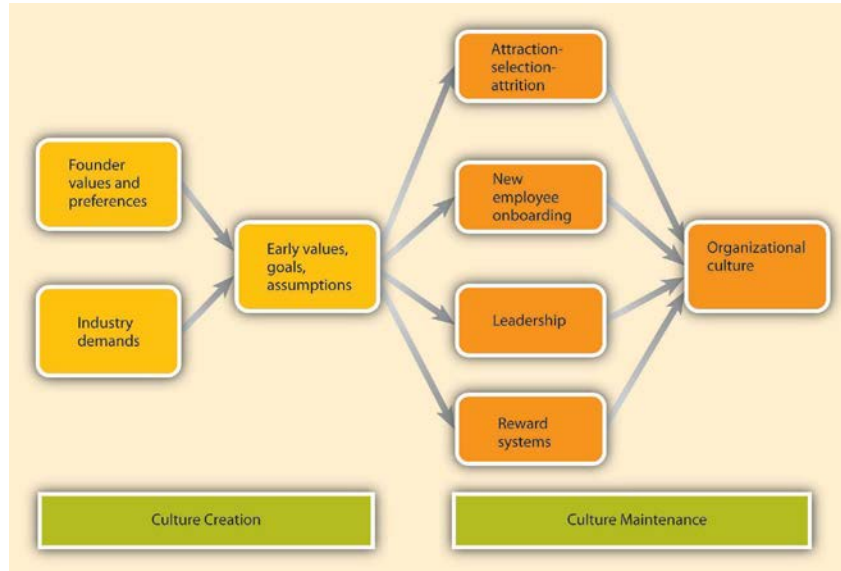 Founder
values and
preferences
Industry
demands
Early values,
goals,
assumptions
Attraction-
selection-
attrition
New
employee
onboarding
Leadership
Reward
systems
Organizational
culture
Culture Creation
Culture Maintenance